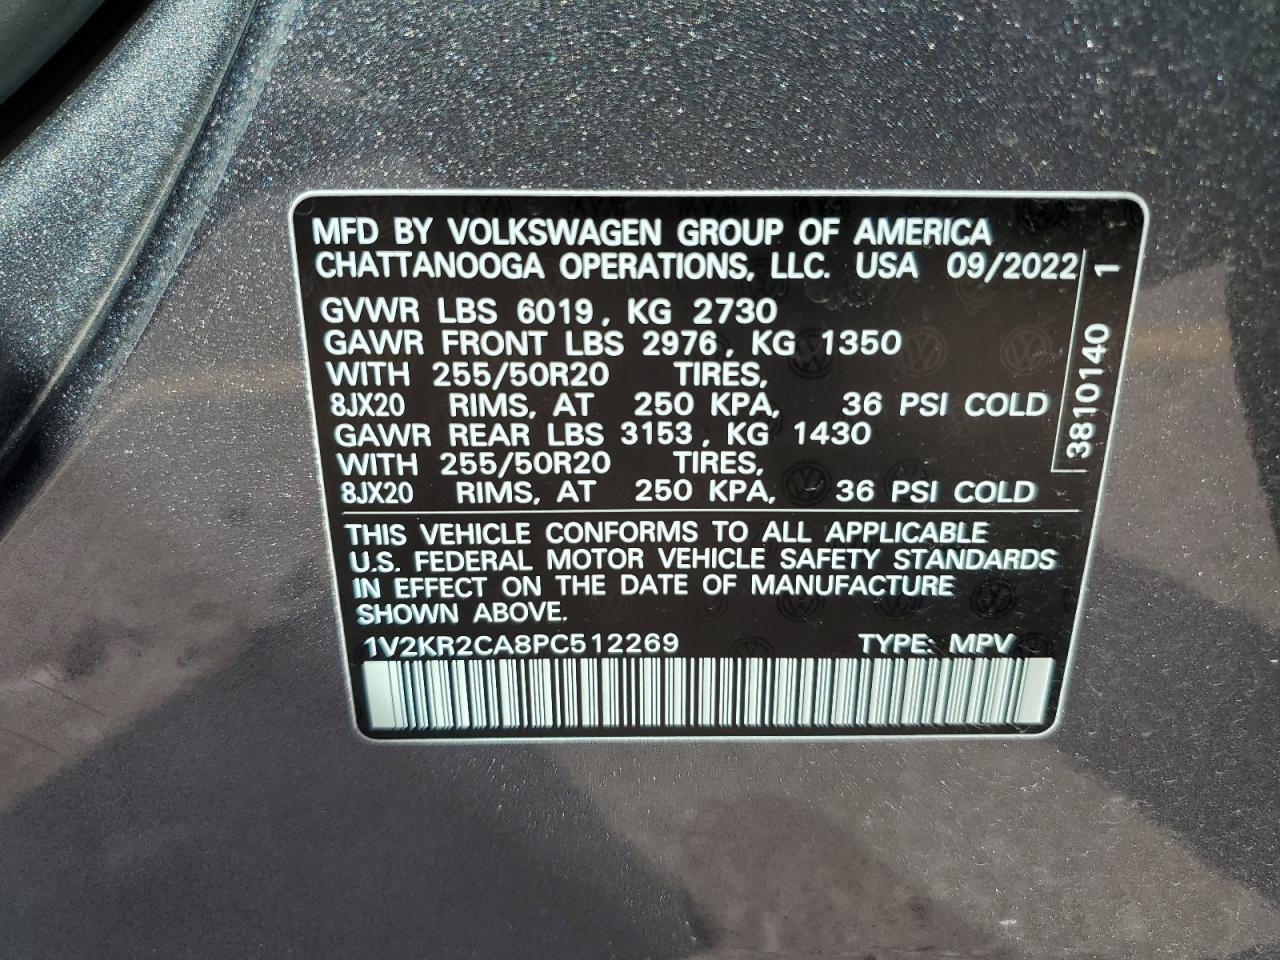 MFD BY VOLKSWAGEN GROUP OF AMERICA
CHATTANOOGA OPERATIONS, LLC. USA 09/2022
GVWR LBS 6019, KG 2730
GAWR FRONT LBS 2976, KG 1350
WITH 255/50R20 TIRES,
8JX20 RIMS, AT 250 KPA, 36 PSI COLD
GAWR REAR LBS 3153, KG 1430
WITH 255/50R20 TIRES,
8JX20 RIMS, AT 250 KPA, 36 PSI COLD
3810140 1
THIS VEHICLE CONFORMS TO ALL APPLICABLE
U.S. FEDERAL MOTOR VEHICLE SAFETY STANDARDS
IN EFFECT ON THE DATE OF MANUFACTURE
SHOWN ABOVE.
1V2KR2CA8PC512269 TYPE: MPV